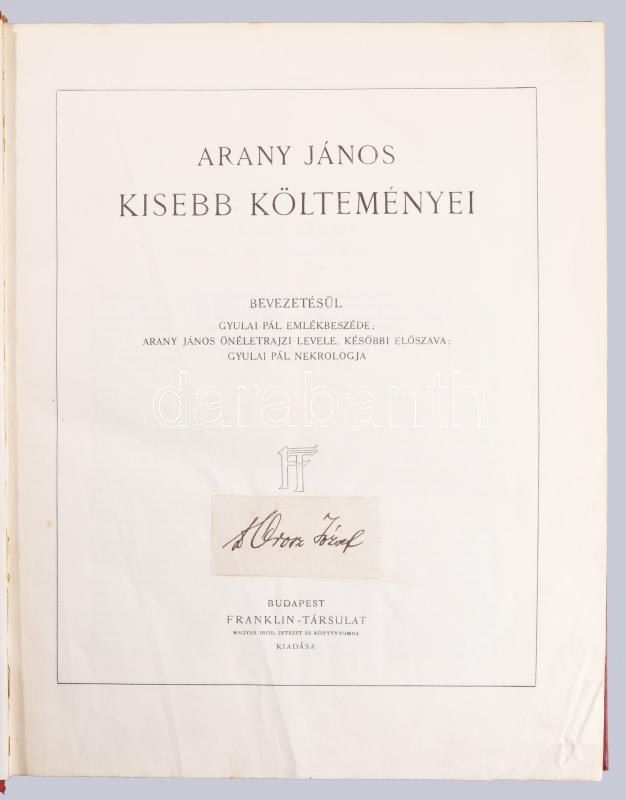 ARANY JÁNOS
KISEBB KÖLTEMÉNYEI
BEVEZETÉSÜL
GYULAI PÁL EMLÉKBESZÉDE;
ARANY JÁNOS ÖNÉLETRAJZI LEVELE, KÉSŐBBI ELŐSZAVA;
GYULAI PÁL NEKROLOGJA
darabanth
FT
Orosz József
BUDAPEST
FRANKLIN-TÁRSULAT
MAGYAR IROD. INTÉZET ÉS KÖNYVNYOMDA
KIADÁSA